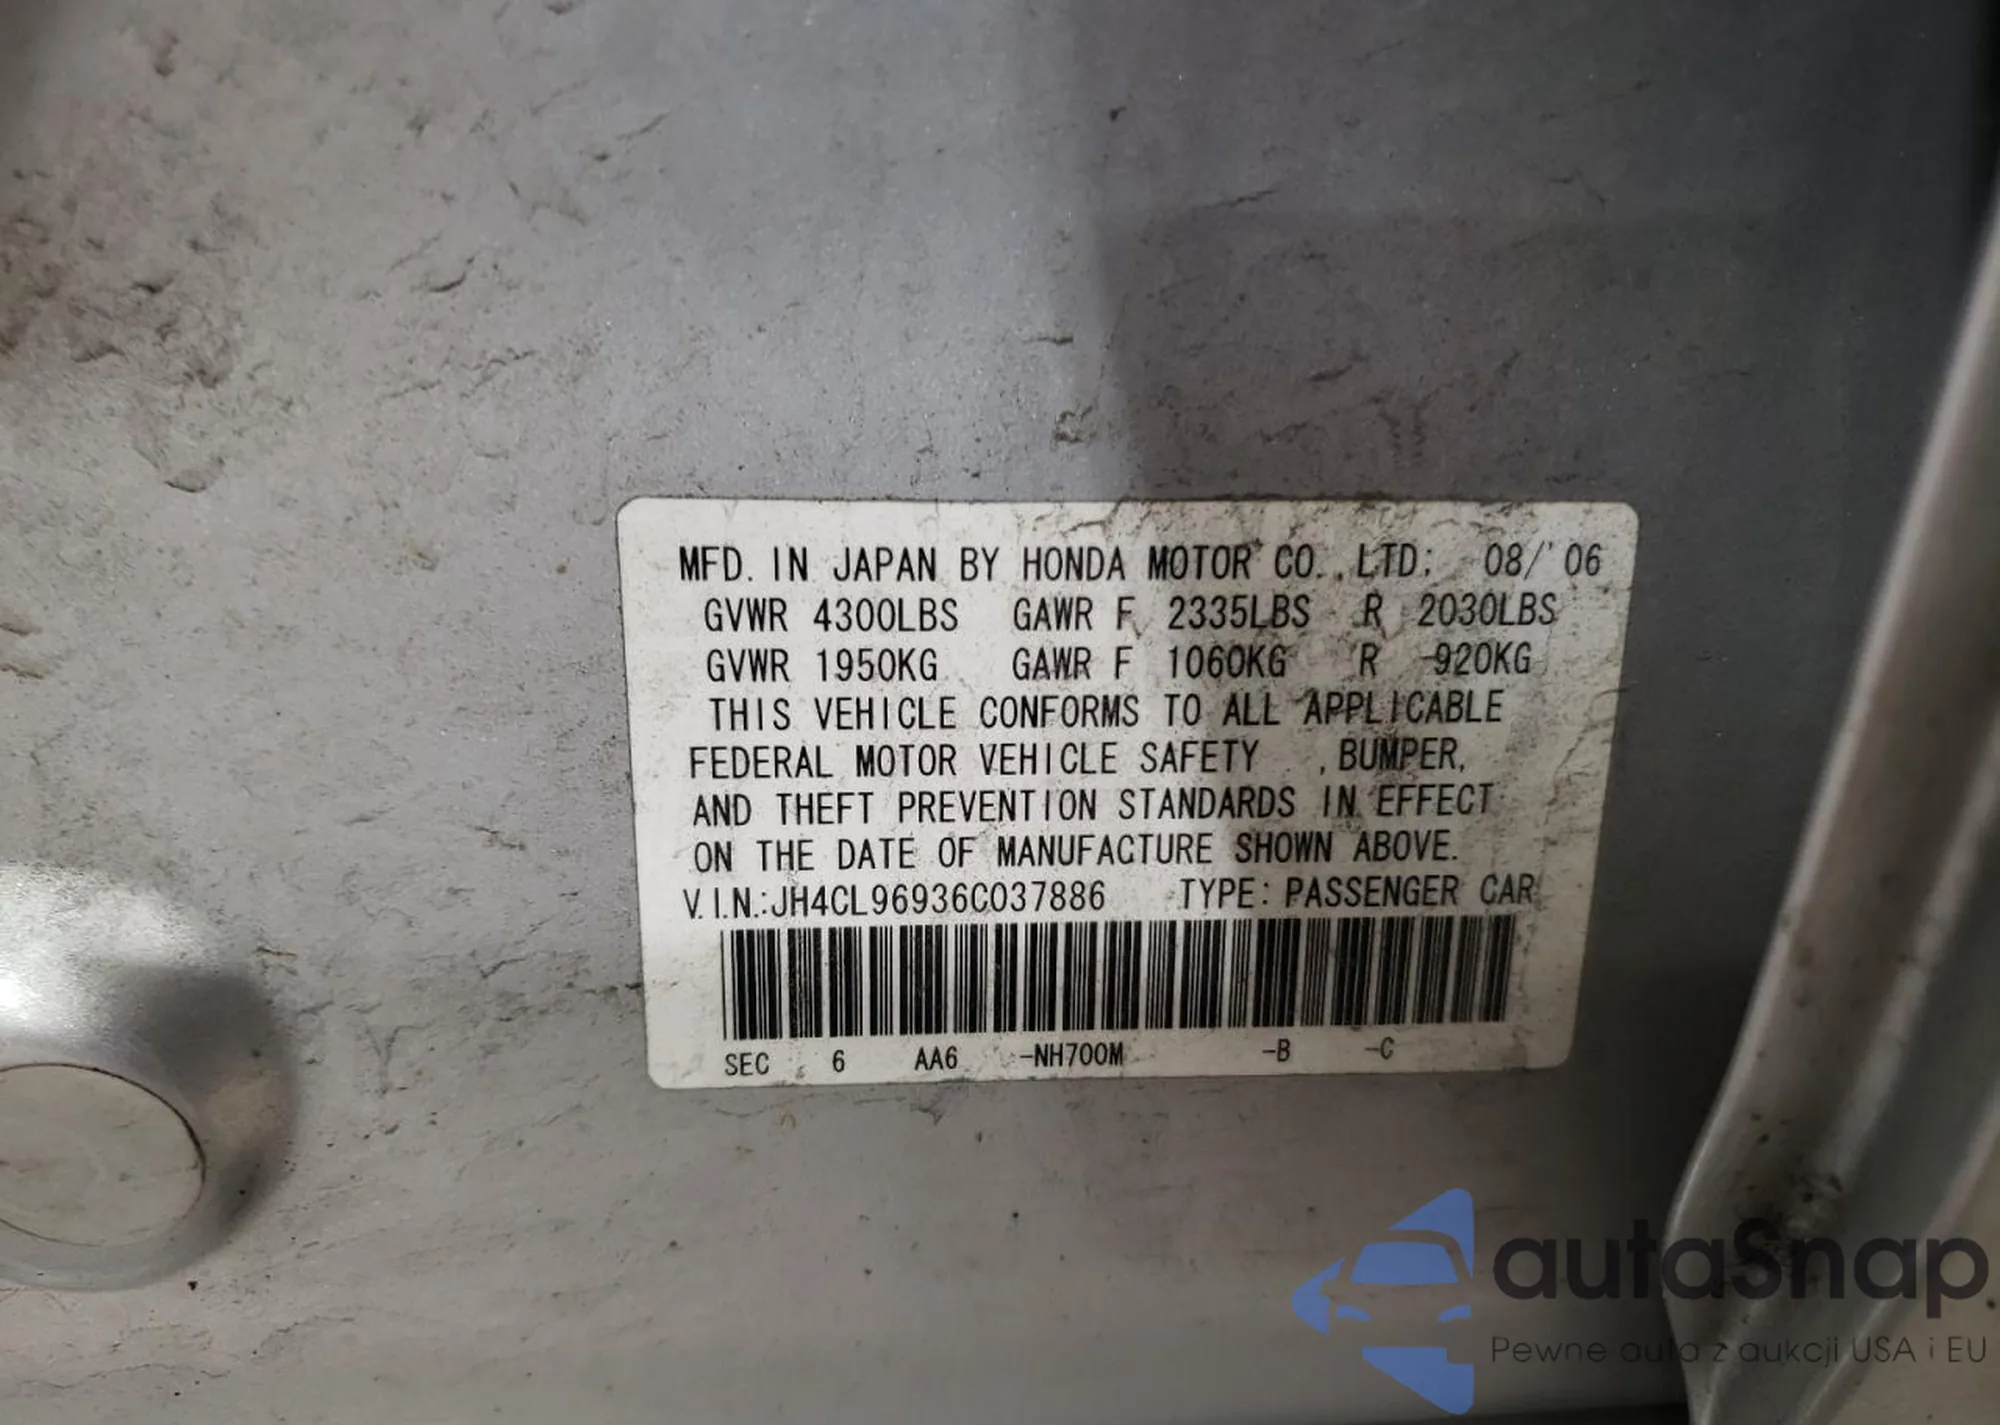 MFD. IN JAPAN BY HONDA MOTOR CO., LTD: 08/'06
GVWR 4300LBS GAWR F 2335LBS R 2030LBS
GVWR 1950KG GAWR F 1060KG R 920KG
THIS VEHICLE CONFORMS TO ALL APPLICABLE
FEDERAL MOTOR VEHICLE SAFETY , BUMPER,
AND THEFT PREVENTION STANDARDS IN EFFECT
ON THE DATE OF MANUFACTURE SHOWN ABOVE.
V.I.N.:JH4CL96936C037886 TYPE: PASSENGER CAR
SEC 6 AA6 -NH700M -B -C
autaSnap
Pewne auta z aukcji USA i EU